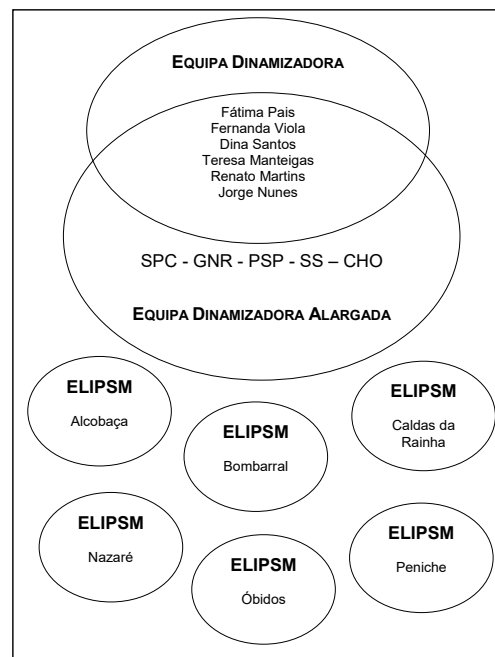 EQUIPA DINAMIZADORA
Fátima Pais
Fernanda Viola
Dina Santos
Teresa Manteigas
Renato Martins
Jorge Nunes
SPC - GNR - PSP - SS – CHO
EQUIPA DINAMIZADORA ALARGADA
ELIPSM
Alcobaça
ELIPSM
Bombarral
ELIPSM
Caldas da
Rainha
ELIPSM
Nazaré
ELIPSM
Óbidos
ELIPSM
Peniche